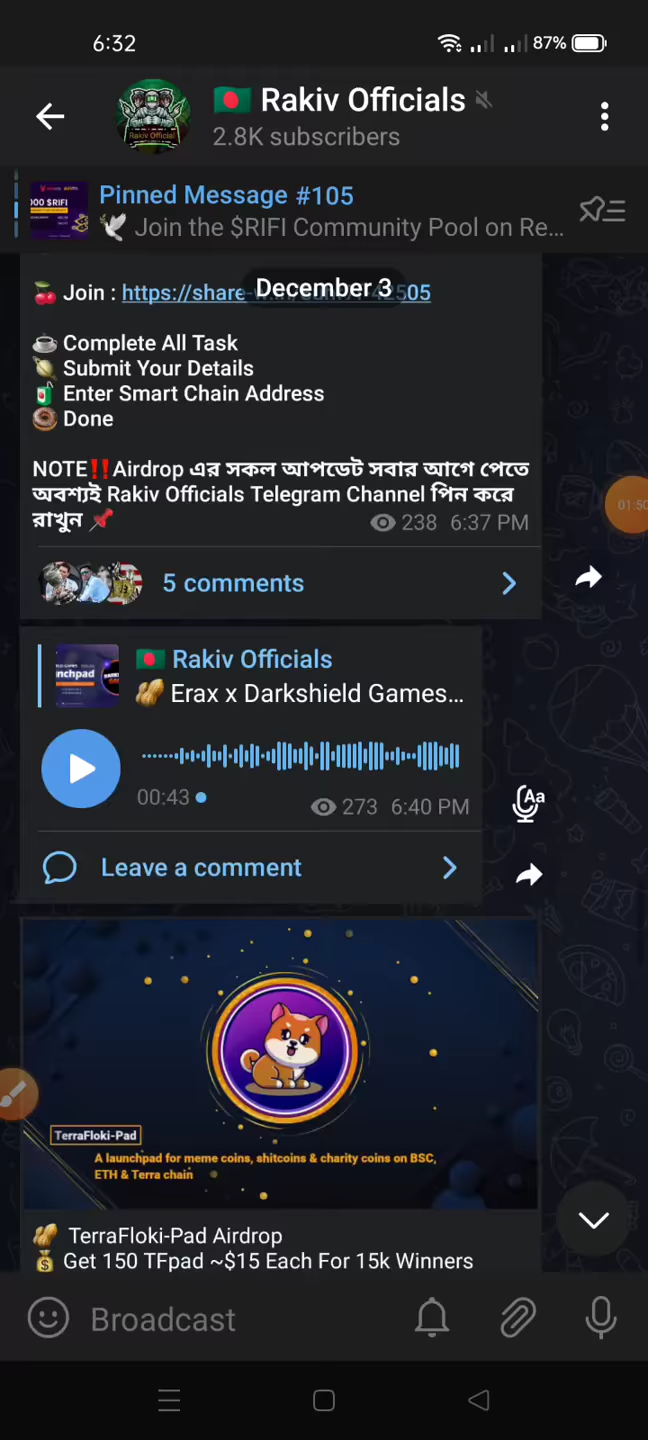 6:32
87%
Rakiv Officials
2.8K subscribers
Pinned Message #105
Join the $RIFI Community Pool on Re...
December 3
Join : https://share-
2505
Complete All Task
Submit Your Details
Enter Smart Chain Address
Done
NOTE‼️Airdrop এর সকল আপডেট সবার আগে পেতে
অবশ্যই Rakiv Officials Telegram Channel পিন করে
রাখুন 📌
238 6:37 PM
01:50
5 comments
Rakiv Officials
Erax x Darkshield Games...
00:43
273 6:40 PM
Aa
Leave a comment
TerraFloki-Pad
A launchpad for meme coins, shitcoins & charity coins on BSC,
ETH & Terra chain
TerraFloki-Pad Airdrop
Get 150 TFpad ~$15 Each For 15k Winners
Broadcast